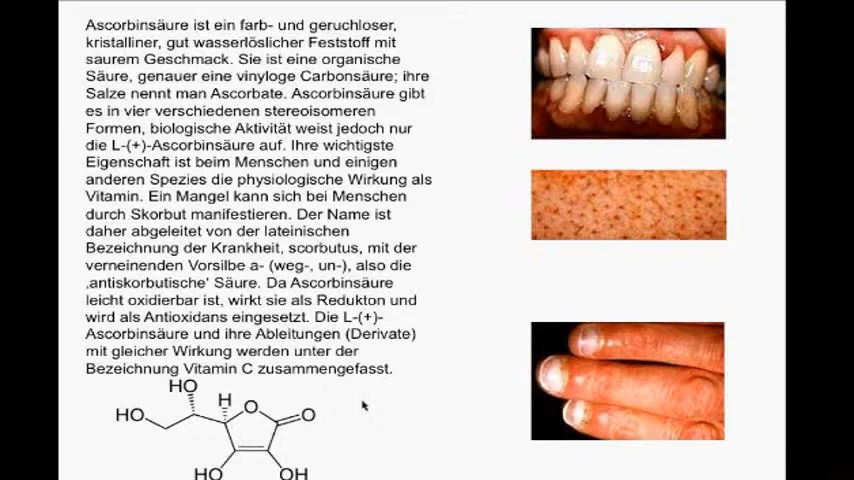 Ascorbinsäure ist ein farb- und geruchloser,
kristalliner, gut wasserlöslicher Feststoff mit
saurem Geschmack. Sie ist eine organische
Säure, genauer eine vinyloge Carbonsäure; ihre
Salze nennt man Ascorbate. Ascorbinsäure gibt
es in vier verschiedenen stereoisomeren
Formen, biologische Aktivität weist jedoch nur
die L-(+)-Ascorbinsäure auf. Ihre wichtigste
Eigenschaft ist beim Menschen und einigen
anderen Spezies die physiologische Wirkung als
Vitamin. Ein Mangel kann sich bei Menschen
durch Skorbut manifestieren. Der Name ist
daher abgeleitet von der lateinischen
Bezeichnung der Krankheit, scorbutus, mit der
verneinenden Vorsilbe a- (weg-, un-), also die
‚antiskorbutische' Säure. Da Ascorbinsäure
leicht oxidierbar ist, wirkt sie als Redukton und
wird als Antioxidans eingesetzt. Die L-(+)-
Ascorbinsäure und ihre Ableitungen (Derivate)
mit gleicher Wirkung werden unter der
Bezeichnung Vitamin C zusammengefasst.
HO
H
HO
O
O
HO
OH